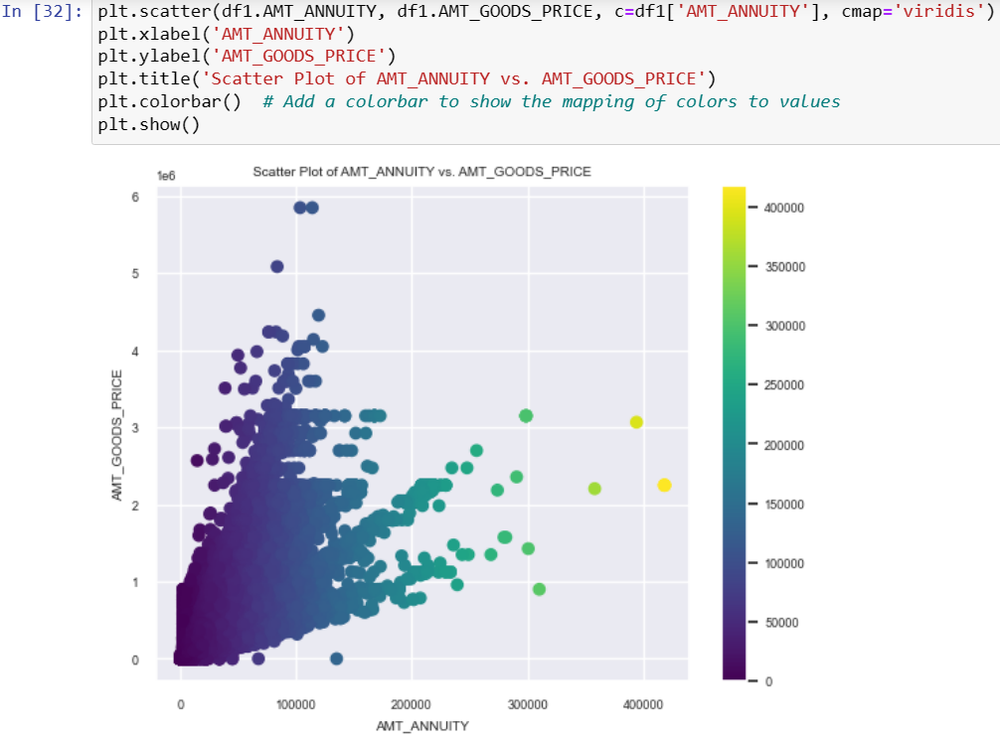 In [32]: plt.scatter(df1.AMT_ANNUITY, df1.AMT_GOODS_PRICE, c=df1['AMT_ANNUITY'], cmap='viridis')
plt.xlabel('AMT_ANNUITY')
plt.ylabel('AMT_GOODS_PRICE')
plt.title('Scatter Plot of AMT_ANNUITY vs. AMT_GOODS_PRICE')
plt.colorbar()  # Add a colorbar to show the mapping of colors to values
plt.show()
Scatter Plot of AMT_ANNUITY vs. AMT_GOODS_PRICE
1e6
6
5
4
3
2
1
0
AMT_GOODS_PRICE
0 100000 200000 300000 400000
AMT_ANNUITY
400000
350000
300000
250000
200000
150000
100000
50000
0